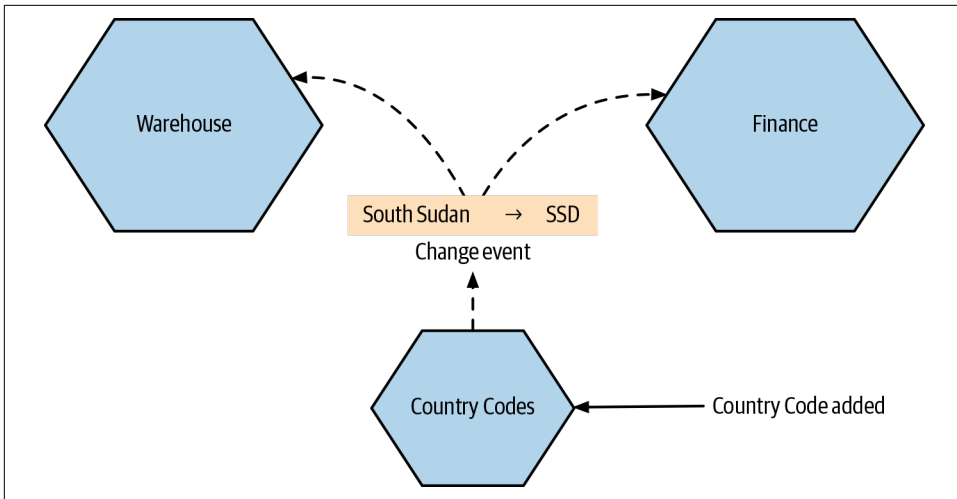 Warehouse
Finance
South Sudan → SSD
Change event
Country Codes
Country Code added